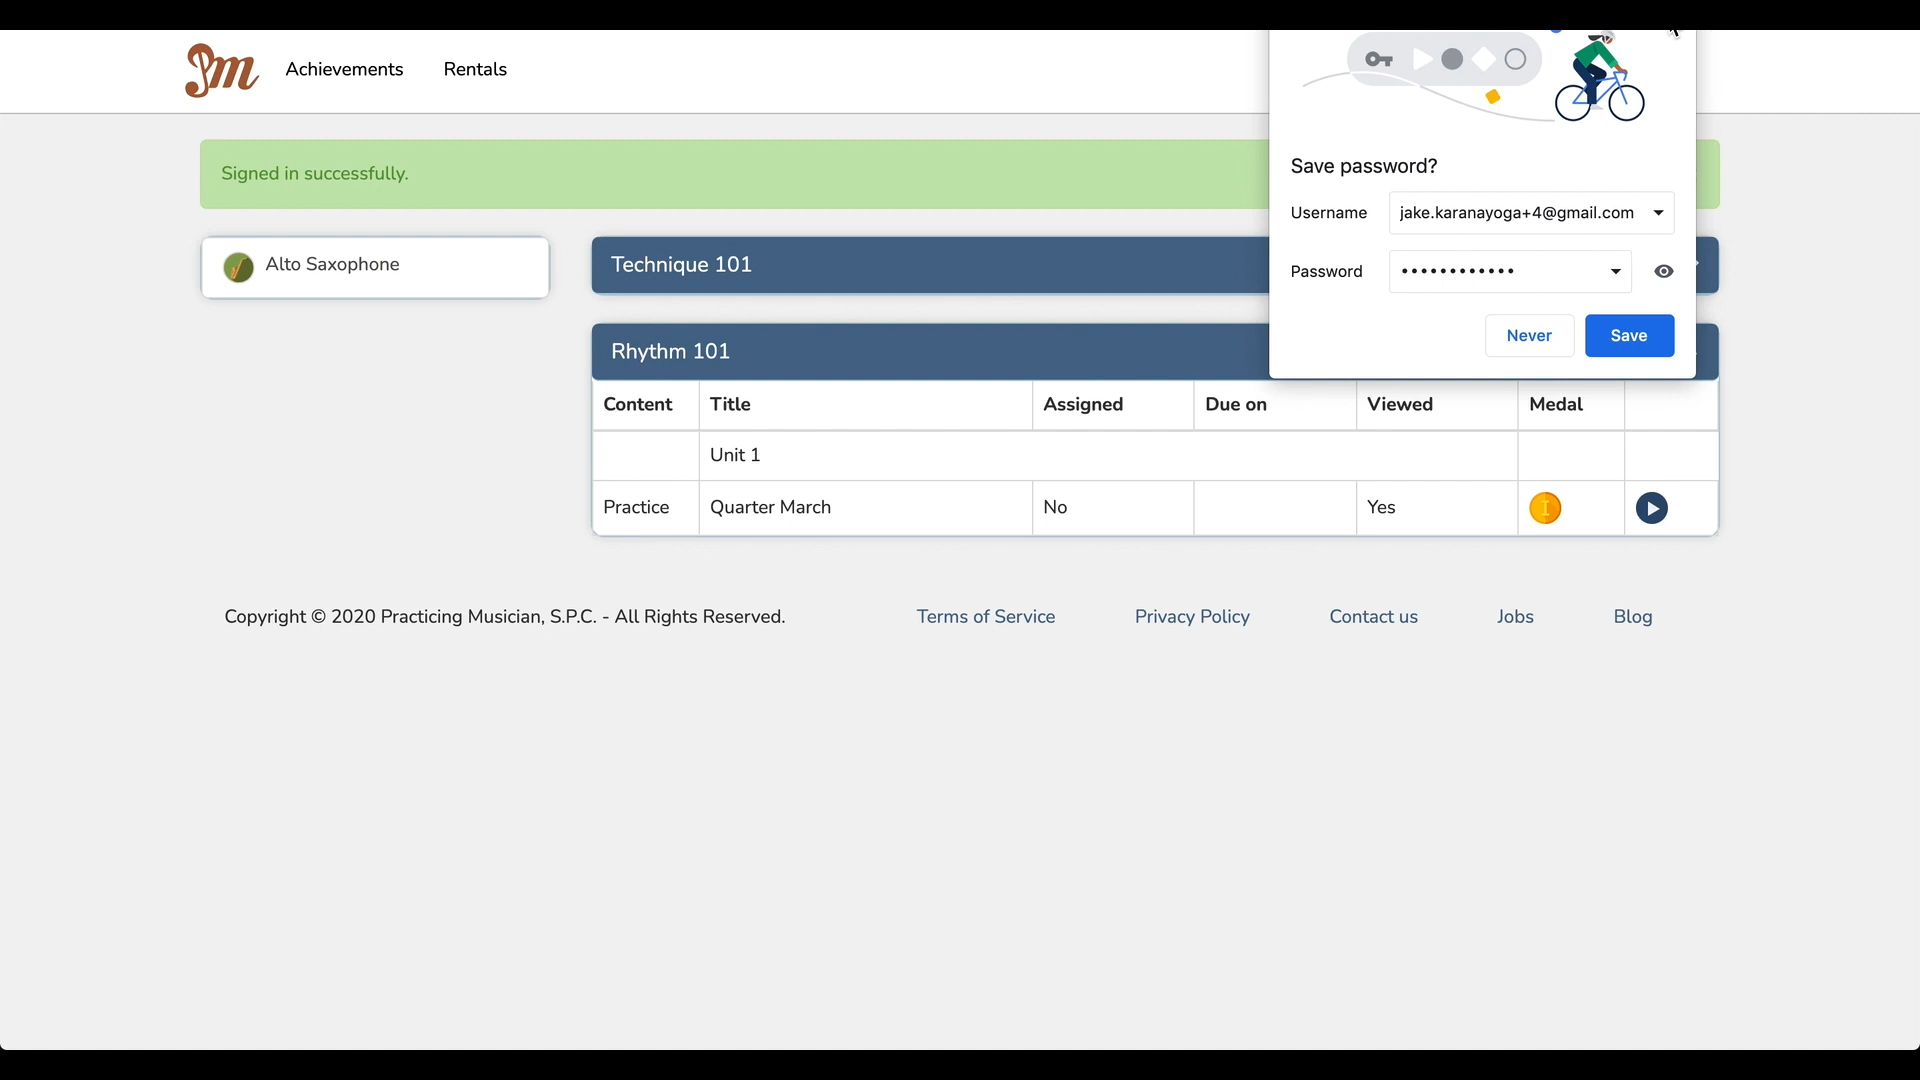 Pm Achievements Rentals
Signed in successfully.
Save password?
Username jake.karanayoga+4@gmail.com
Password ••••••••••••
Never Save
Alto Saxophone
Technique 101
Rhythm 101
Content Title Assigned Due on Viewed Medal
Unit 1
Practice Quarter March No Yes I
Copyright © 2020 Practicing Musician, S.P.C. - All Rights Reserved. Terms of Service Privacy Policy Contact us Jobs Blog